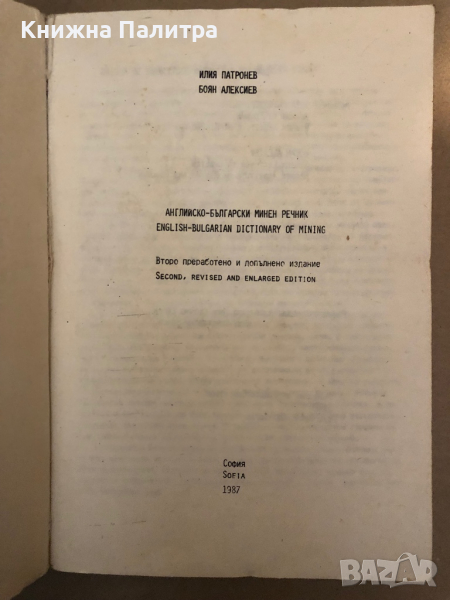 Книжна Палитра
ИЛИЯ ПАТРОНЕВ
БОЯН АЛЕКСИЕВ
АНГЛИЙСКО-БЪЛГАРСКИ МИНЕН РЕЧНИК
ENGLISH-BULGARIAN DICTIONARY OF MINING
Второ преработено и допълнено издание
SECOND, REVISED AND ENLARGED EDITION
СОФИЯ
SOFIA
1987
BAZAR